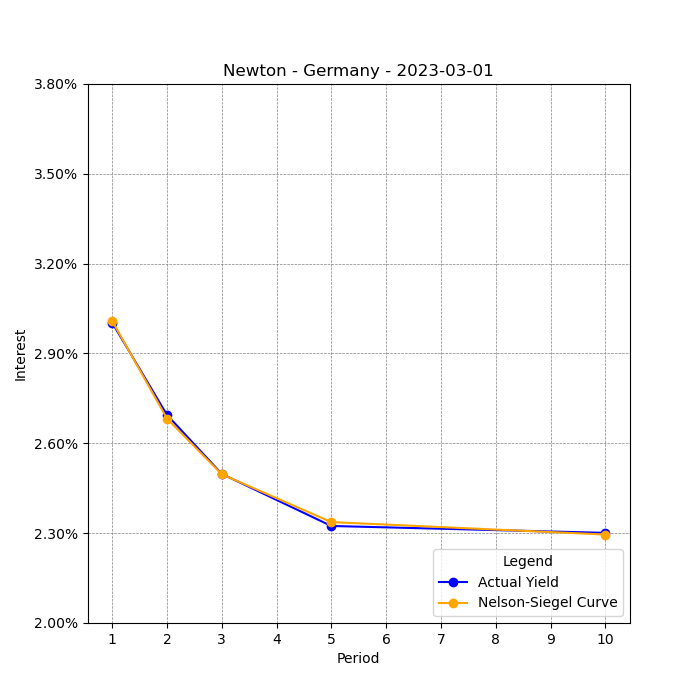 Newton - Germany - 2023-03-01
3.80%
3.50%
3.20%
2.90%
2.60%
2.30%
2.00%
Interest
1 2 3 4 5 6 7 8 9 10
Period
Legend
Actual Yield
Nelson-Siegel Curve